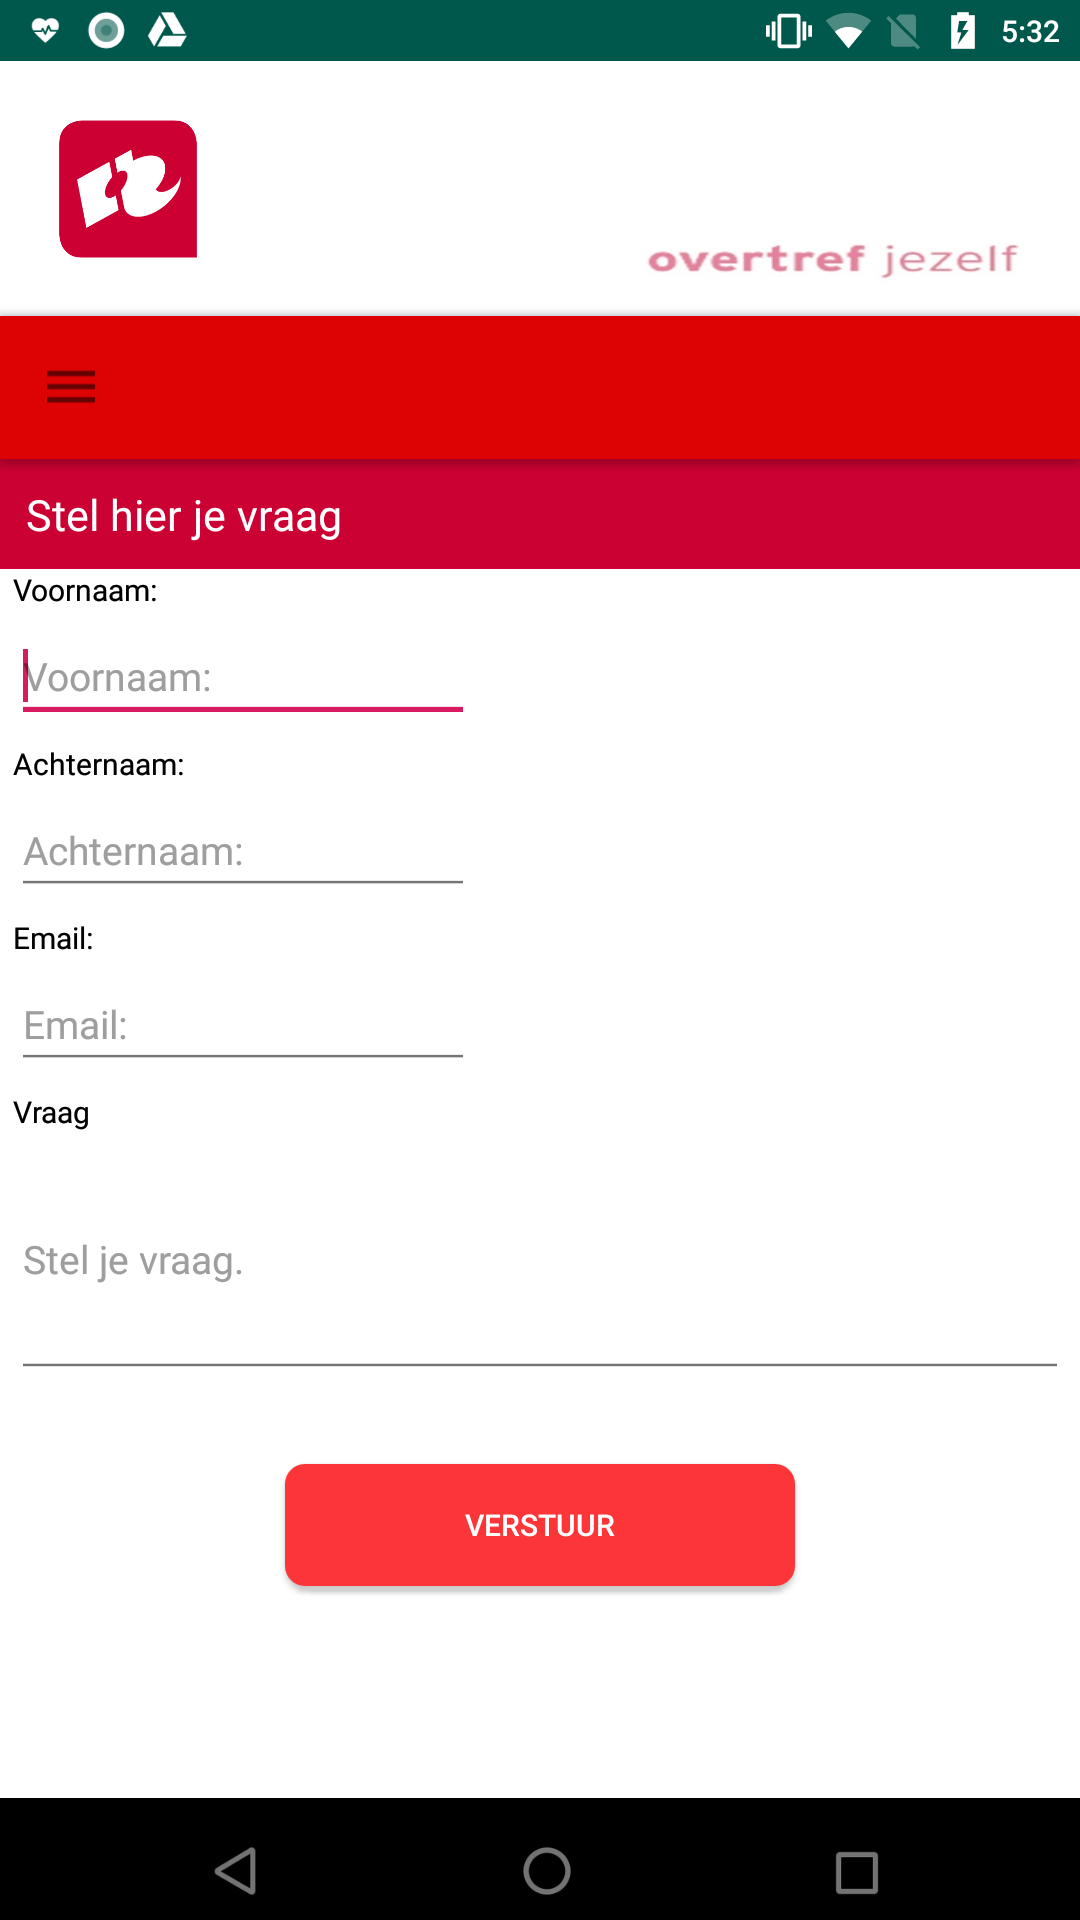 5:32
overtref jezelf
Stel hier je vraag
Voornaam:
Voornaam:
Achternaam:
Achternaam:
Email:
Email:
Vraag
Stel je vraag.
VERSTUUR